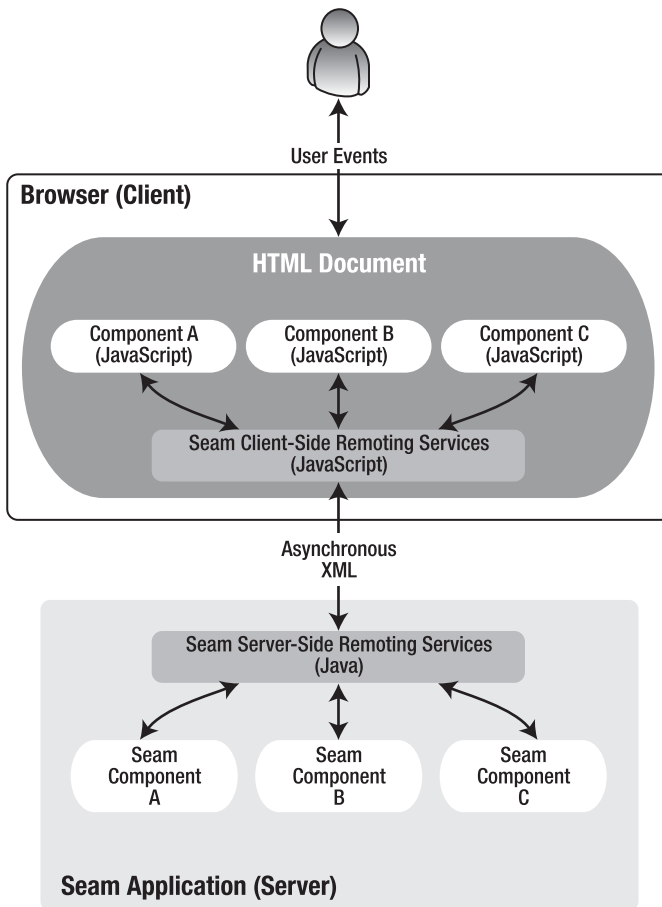 User Events
Browser (Client)
HTML Document
Component A
(JavaScript)
Component B
(JavaScript)
Component C
(JavaScript)
Seam Client-Side Remoting Services
(JavaScript)
Asynchronous
XML
Seam Server-Side Remoting Services
(Java)
Seam
Component
A
Seam
Component
B
Seam
Component
C
Seam Application (Server)